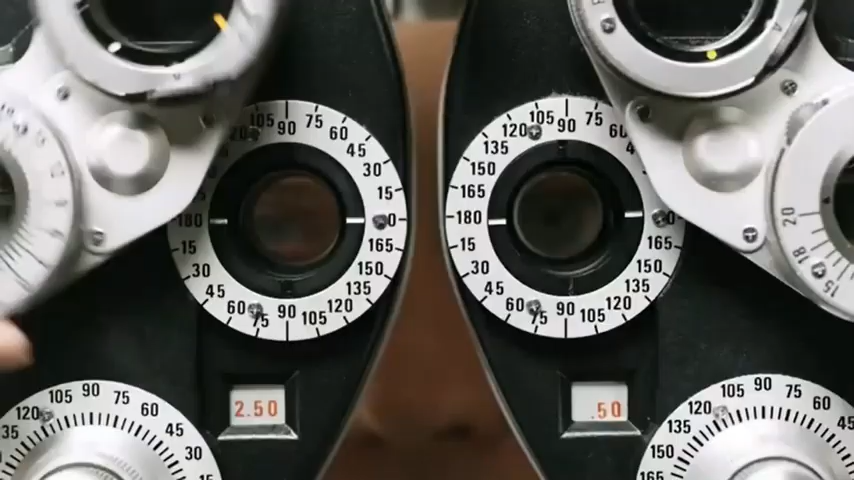 105 90 75 60 45 30 15 0 165 150 135 120 105 90 75 60 45 30 15 180
180 165 150 135 120 105 90 75 60
0 165 150 135 120 105 90 75 60 45 30 15
20 18 15
2.50
.50
120 105 90 75 60 45 30 15
165 150 135 120 105 90 75 60 45